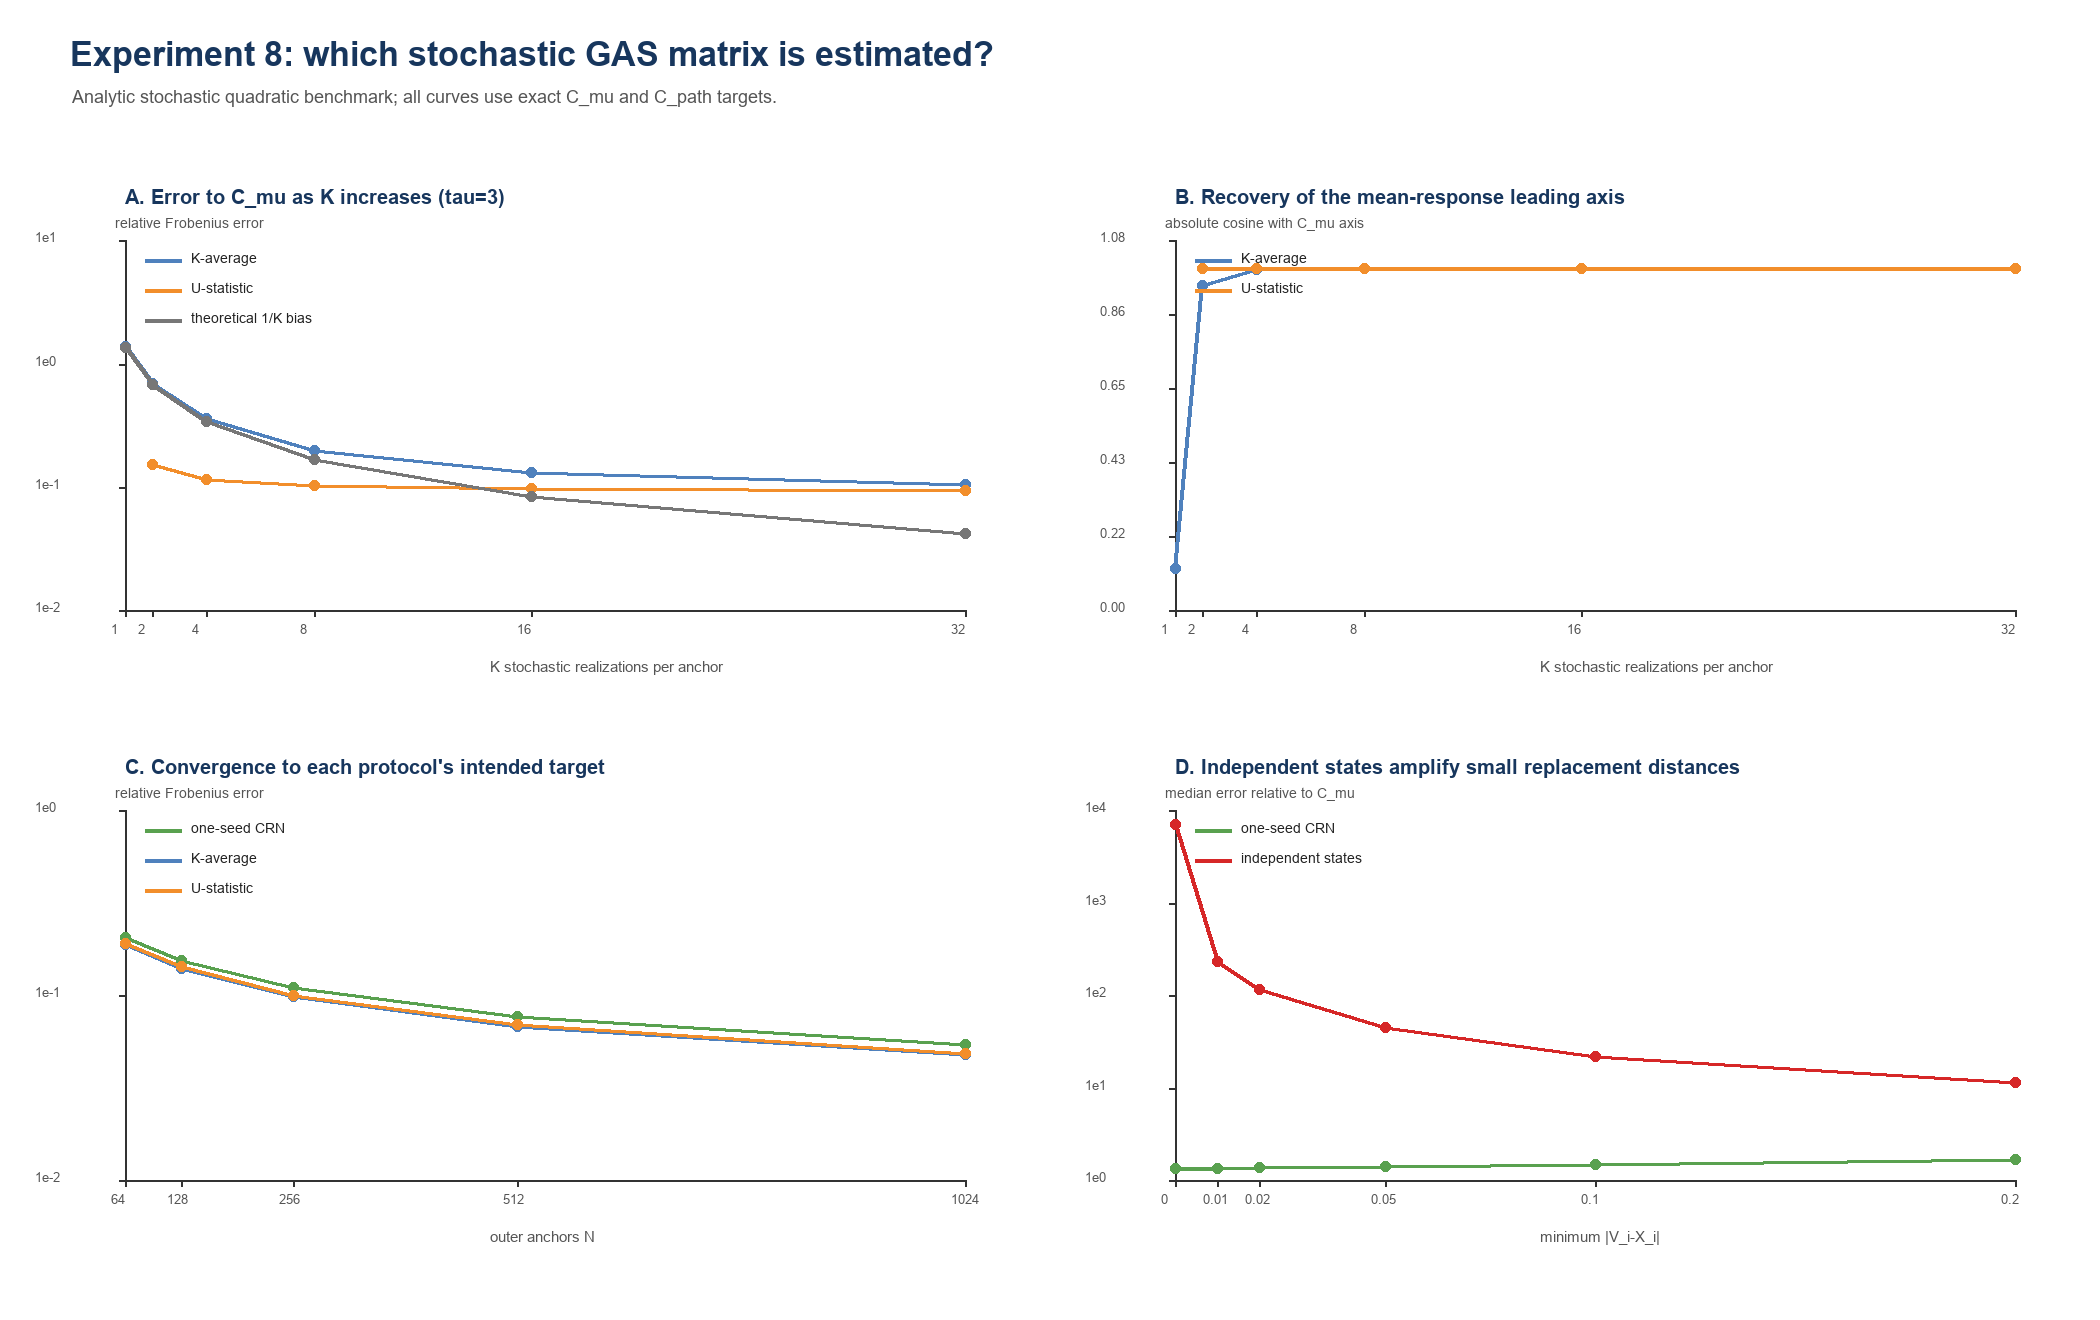 Experiment 8: which stochastic GAS matrix is estimated?
Analytic stochastic quadratic benchmark; all curves use exact C_mu and C_path targets.
A. Error to C_mu as K increases (tau=3)
relative Frobenius error
1e1
1e0
1e-1
1e-2
K-average
U-statistic
theoretical 1/K bias
1 2 4 8 16 32
K stochastic realizations per anchor
B. Recovery of the mean-response leading axis
absolute cosine with C_mu axis
1.08
0.86
0.65
0.43
0.22
0.00
K-average
U-statistic
1 2 4 8 16 32
K stochastic realizations per anchor
C. Convergence to each protocol's intended target
relative Frobenius error
1e0
1e-1
1e-2
one-seed CRN
K-average
U-statistic
64 128 256 512 1024
outer anchors N
D. Independent states amplify small replacement distances
median error relative to C_mu
1e4
1e3
1e2
1e1
1e0
one-seed CRN
independent states
0 0.01 0.02 0.05 0.1 0.2
minimum |V_i-X_i|